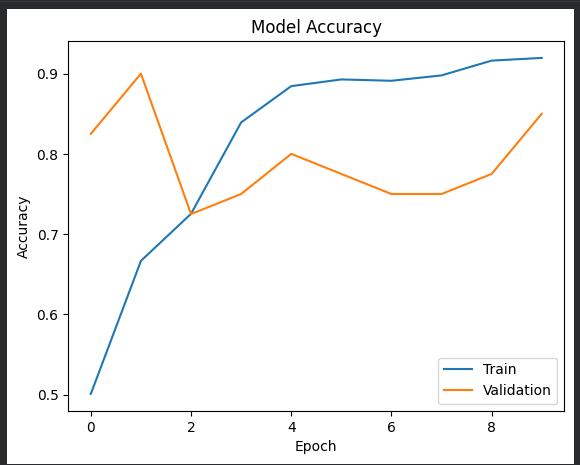 Model Accuracy
0.9
0.8
0.7
0.6
0.5
Accuracy
0 2 4 6 8
Epoch
Train
Validation